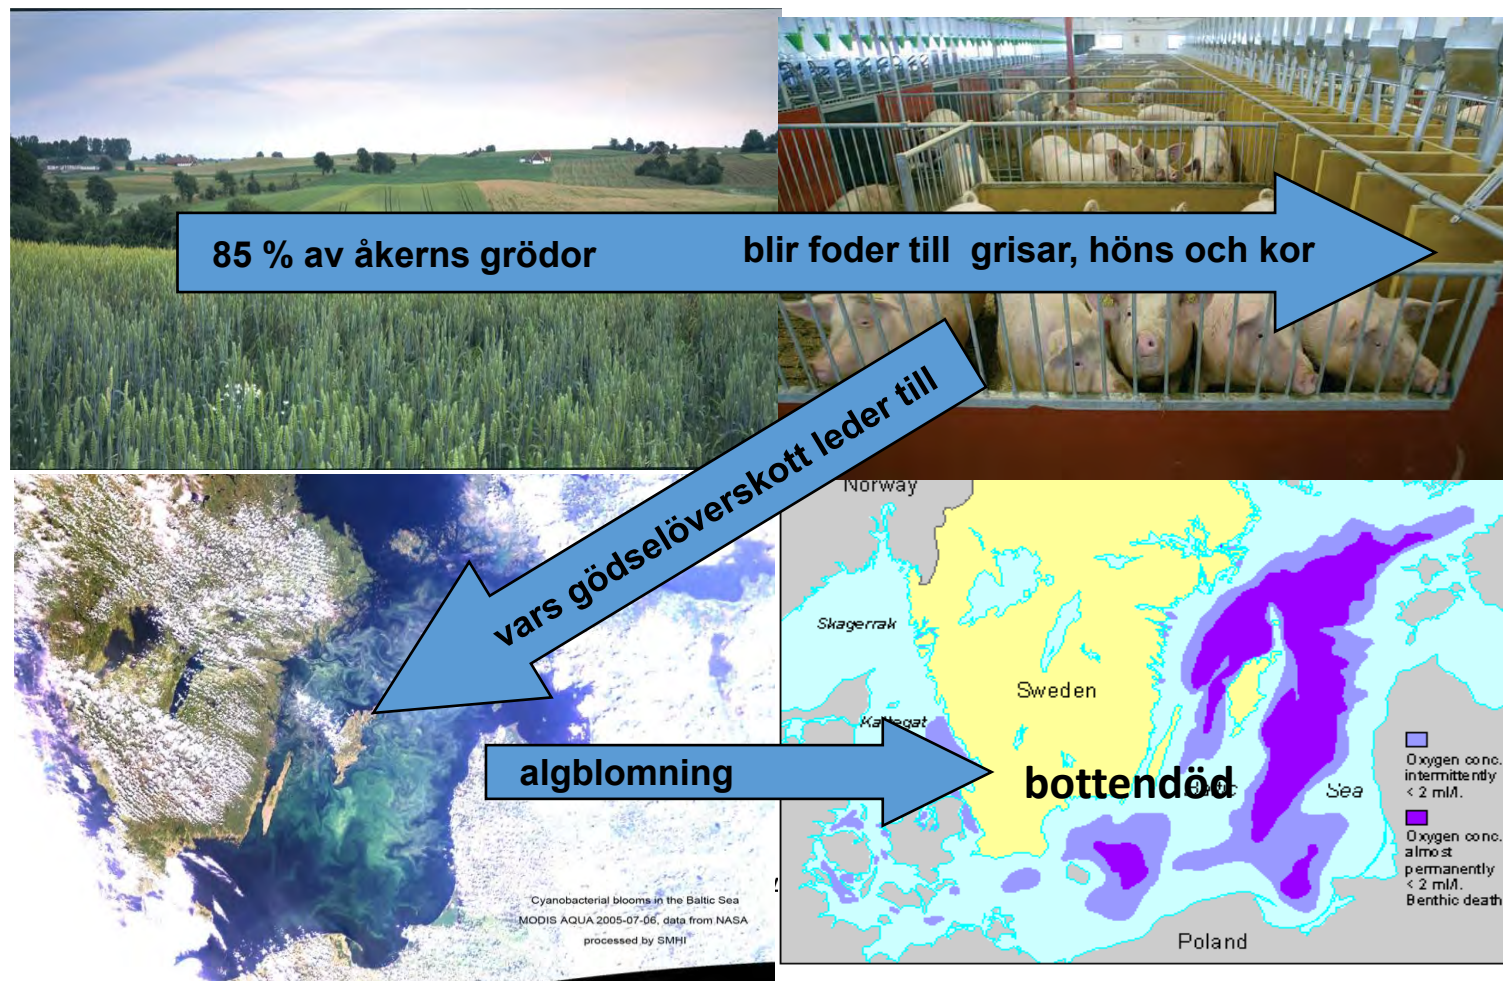 85 % av åkerns grödor
blir foder till  grisar, höns och kor
vars gödselöverskott leder till
algblomning
bottendöd
Cyanobacterial blooms in the Baltic Sea
MODIS AQUA 2005-07-06, data from NASA
processed by SMHI
Norway
Skagerrak
Sweden
Kattegat
Baltic
Sea
Oxygen conc.
intermittently
< 2 ml/l.
Oxygen conc.
almost
permanently
< 2 ml/l.
Benthic death
Poland